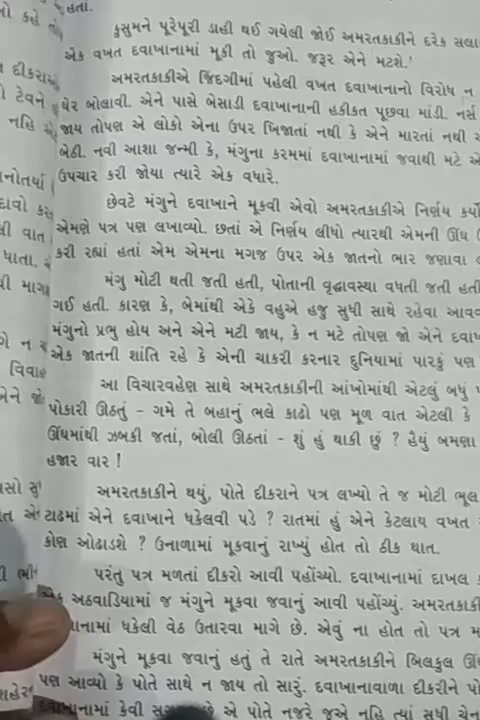 હતા.
કુસુમને પૂરેપૂરી ડાહી થઈ ગયેલી જોઈ અમરતકાકીને દરેક સલા
એક વખત દવાખાનામાં મૂકી તો જુઓ. જરૂર એને મટશે.'
અમરતકાકીએ જિંદગીમાં પહેલી વખત દવાખાનાનો વિરોધ ન
ઘેર બોલાવી. એને પાસે બેસાડી દવાખાનાની હકીકત પૂછવા માંડી. નર્સ
જાય તોપણ એ લોકો એના ઉપર ખિજાતાં નથી કે એને મારતાં નથી
બેઠી. નવી આશા જન્મી કે, મંગુના કરમમાં દવાખાનામાં જવાથી મટે એ
ઉપચાર કરી જોયા ત્યારે એક વધારે.
છેવટે મંગુને દવાખાને મૂકવી એવો અમરતકાકીએ નિર્ણય કર્યો
એમણે પત્ર પણ લખાવ્યો. છતાં એ નિર્ણય લીધો ત્યારથી એમની ઊંઘ
કરી રહ્યાં હતાં એમ એમના મગજ ઉપર એક જાતનો ભાર જણાવા લ
મંગુ મોટી થતી જતી હતી, પોતાની વૃદ્ધાવસ્થા વધતી જતી હતી
ગઈ હતી. કારણ કે, બેમાંથી એકે વહુએ હજુ સુધી સાથે રહેવા આવવ
મંગુનો પ્રભુ હોય અને એને મટી જાય, કે ન મટે તોપણ જો એને દવાખ
એક જાતની શાંતિ રહે કે એની ચાકરી કરનાર દુનિયામાં પારકું પણ
આ વિચારવહેણ સાથે અમરતકાકીની આંખોમાંથી એટલું બધું પ
પોકારી ઊઠતું - ગમે તે બહાનું ભલે કાઢો પણ મૂળ વાત એટલી કે
ઊંઘમાંથી ઝબકી જતાં, બોલી ઊઠતાં - શું હું થાકી છું ? હૈયું બમણા
હજાર વાર !
અમરતકાકીને થયું, પોતે દીકરાને પત્ર લખ્યો તે જ મોટી ભૂલ
ટાઢમાં એને દવાખાને ધકેલવી પડે ? રાતમાં હું એને કેટલાય વખત
કોણ ઓઢાડશે ? ઉનાળામાં મૂકવાનું રાખ્યું હોત તો ઠીક થાત.
પરંતુ પત્ર મળતાં દીકરો આવી પહોંચ્યો. દવાખાનામાં દાખલ ક
અઠવાડિયામાં જ મંગુને મૂકવા જવાનું આવી પહોંચ્યું. અમરતકાકી
ાનામાં ધકેલી વેઠ ઉતારવા માગે છે. એવું ના હોત તો પત્ર મ
મંગુને મૂકવા જવાનું હતું તે રાતે અમરતકાકીને બિલકુલ ઊં
પણ આવ્યો કે પોતે સાથે ન જાય તો સારું. દવાખાનાવાળા દીકરીને પો
દવાખાનામાં કેવી છે એ પોતે નજરે જુએ નહિ ત્યાં સુધી ચેન